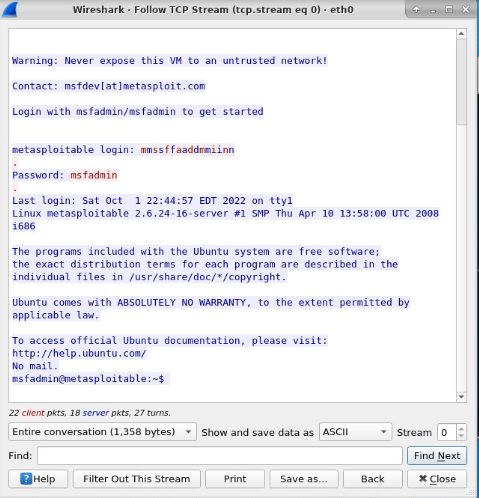 Wireshark - Follow TCP Stream (tcp.stream eq 0) - eth0
Warning: Never expose this VM to an untrusted network!
Contact: msfdev[at]metasploit.com
Login with msfadmin/msfadmin to get started
metasploitable login: mmssffaaddmmiinn
.
Password: msfadmin
.
Last login: Sat Oct  1 22:44:57 EDT 2022 on tty1
Linux metasploitable 2.6.24-16-server #1 SMP Thu Apr 10 13:58:00 UTC 2008
i686
The programs included with the Ubuntu system are free software;
the exact distribution terms for each program are described in the
individual files in /usr/share/doc/*/copyright.
Ubuntu comes with ABSOLUTELY NO WARRANTY, to the extent permitted by
applicable law.
To access official Ubuntu documentation, please visit:
http://help.ubuntu.com/
No mail.
msfadmin@metasploitable:~$
22 client pkts, 18 server pkts, 27 turns.
Entire conversation (1,358 bytes) Show and save data as ASCII Stream 0
Find: Find Next
?Help Filter Out This Stream Print Save as... Back Close